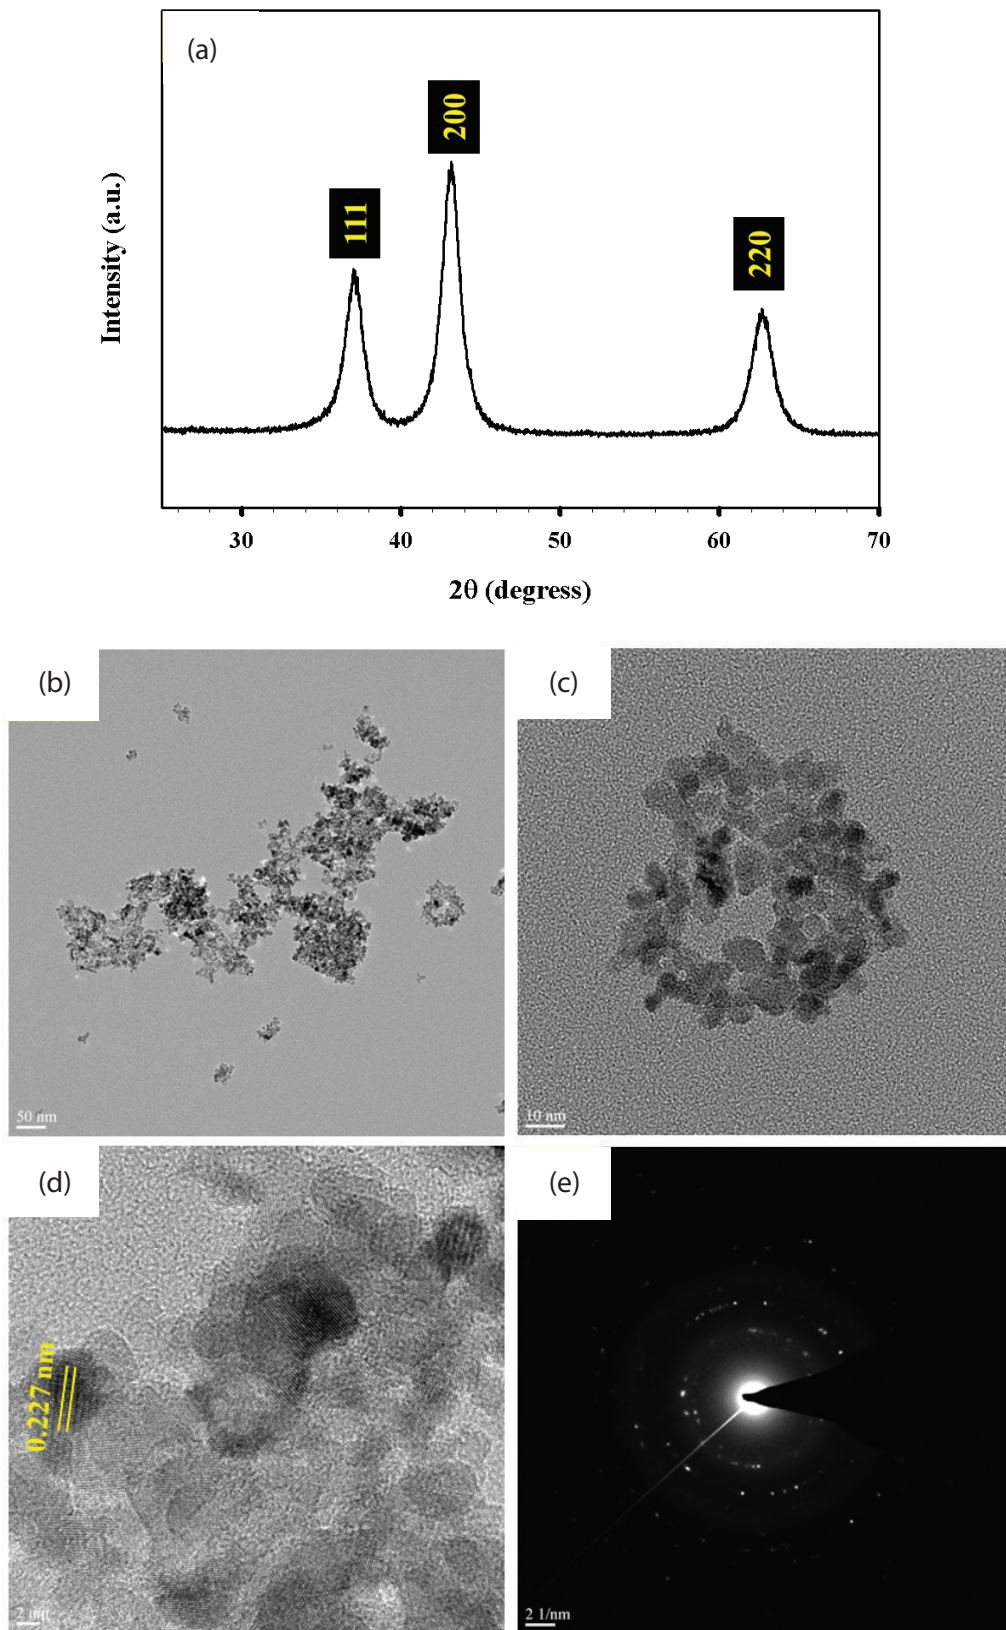 (a)
200
111
220
Intensity (a.u.)
30 40 50 60 70
2θ (degress)
(b)
(c)
50 nm
10 nm
(d)
(e)
0.227 nm
2 nm
2 1/nm